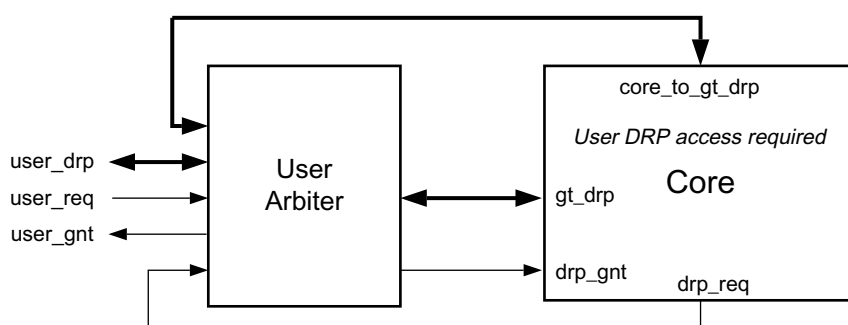 core_to_gt_drp
User DRP access required
Core
user_drp
user_req
user_gnt
User
Arbiter
gt_drp
drp_gnt
drp_req